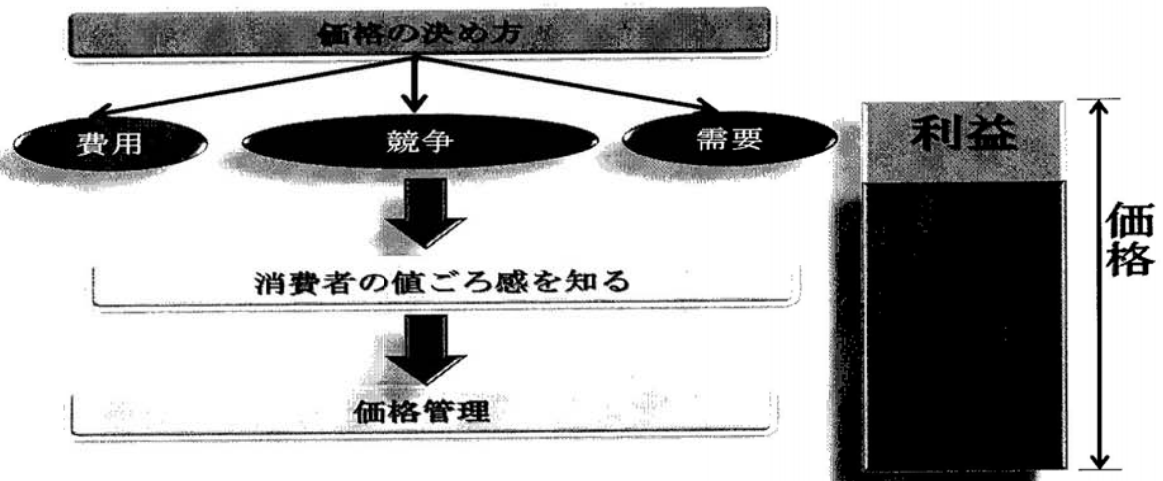 価格の決め方
費用
競争
需要
利益
価格
消費者の値ごろ感を知る
価格管理